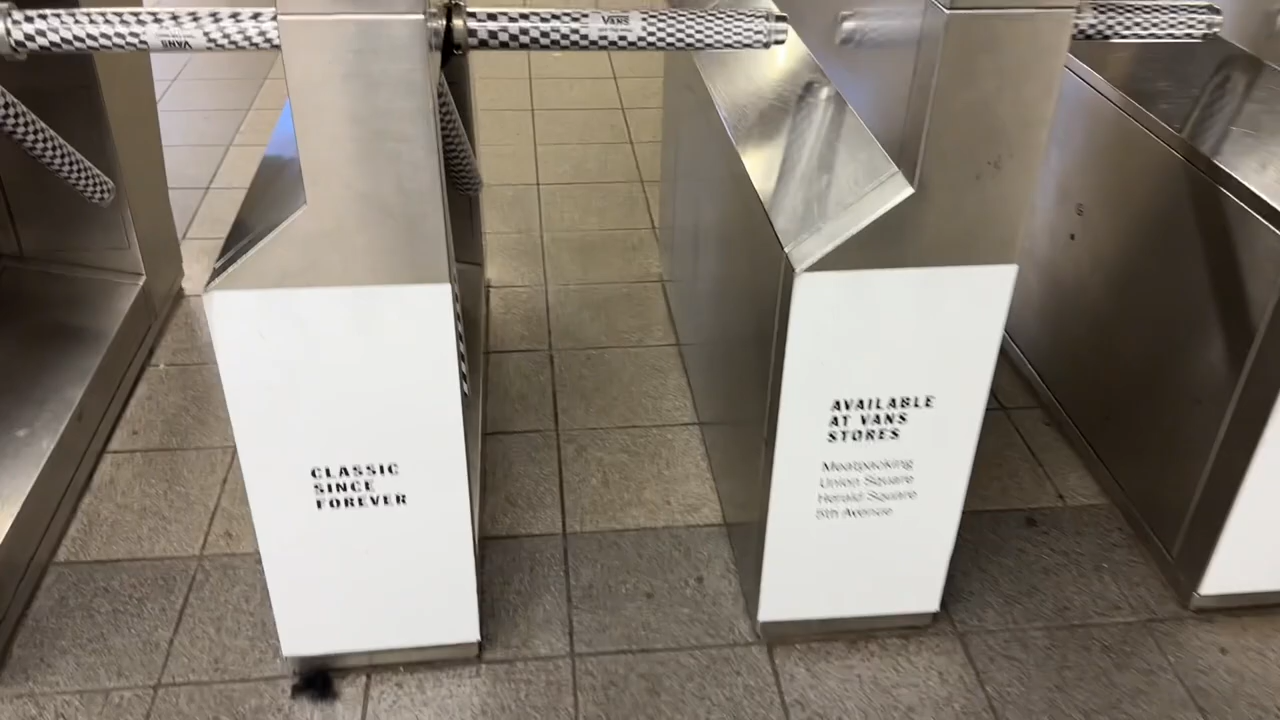 VANS
VANS
CLASSIC
SINCE
FOREVER
AVAILABLE
AT VANS
STORES
Meatpacking
Union Square
Herald Square
5th Avenue